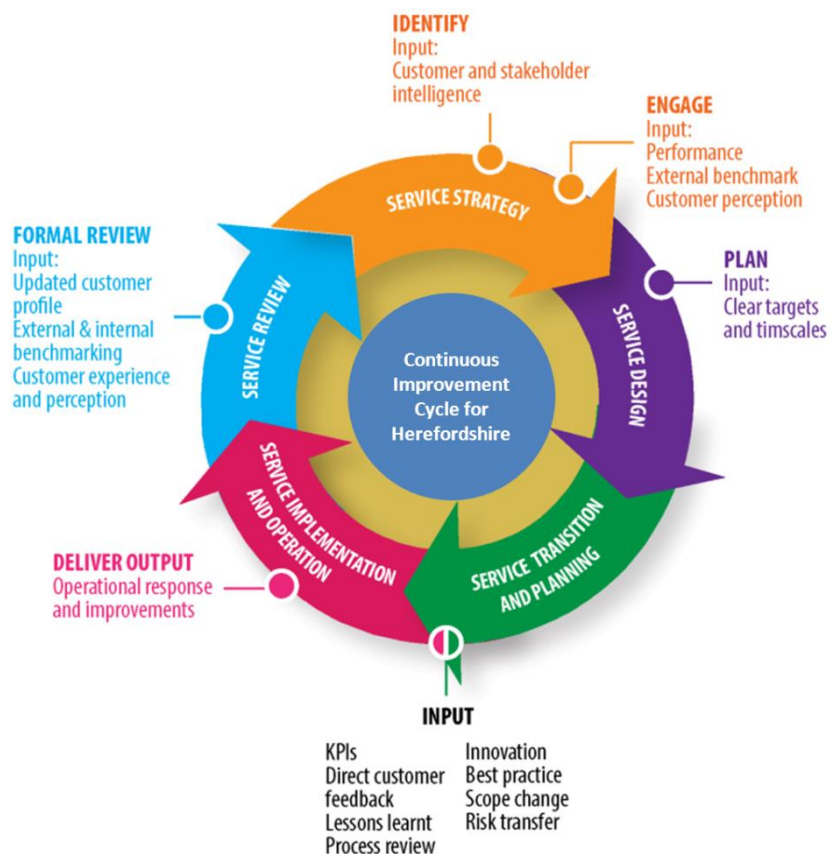 IDENTIFY
Input:
Customer and stakeholder
intelligence
ENGAGE
Input:
Performance
External benchmark
Customer perception
SERVICE STRATEGY
FORMAL REVIEW
Input:
Updated customer
profile
External & internal
benchmarking
Customer experience
and perception
PLAN
Input:
Clear targets
and timscales
SERVICE REVIEW
SERVICE DESIGN
Continuous
Improvement
Cycle for
Herefordshire
SERVICE IMPLEMENTATION
AND OPERATION
SERVICE TRANSITION
AND PLANNING
DELIVER OUTPUT
Operational response
and improvements
INPUT
KPIs
Direct customer
feedback
Lessons learnt
Process review
Innovation
Best practice
Scope change
Risk transfer